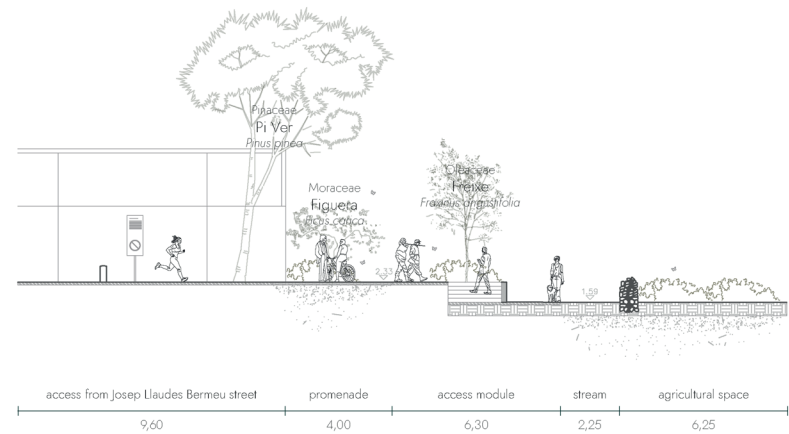 Pinaceae
Pi Ver
Pinus pinea
Moraceae
Figuera
Ficus carica
Oleaceae
Freixe
Fraxinus angustifolia
2,33
1,59
access from Josep Llaudes Bermeu street
promenade
access module
stream
agricultural space
9,60
4,00
6,30
2,25
6,25